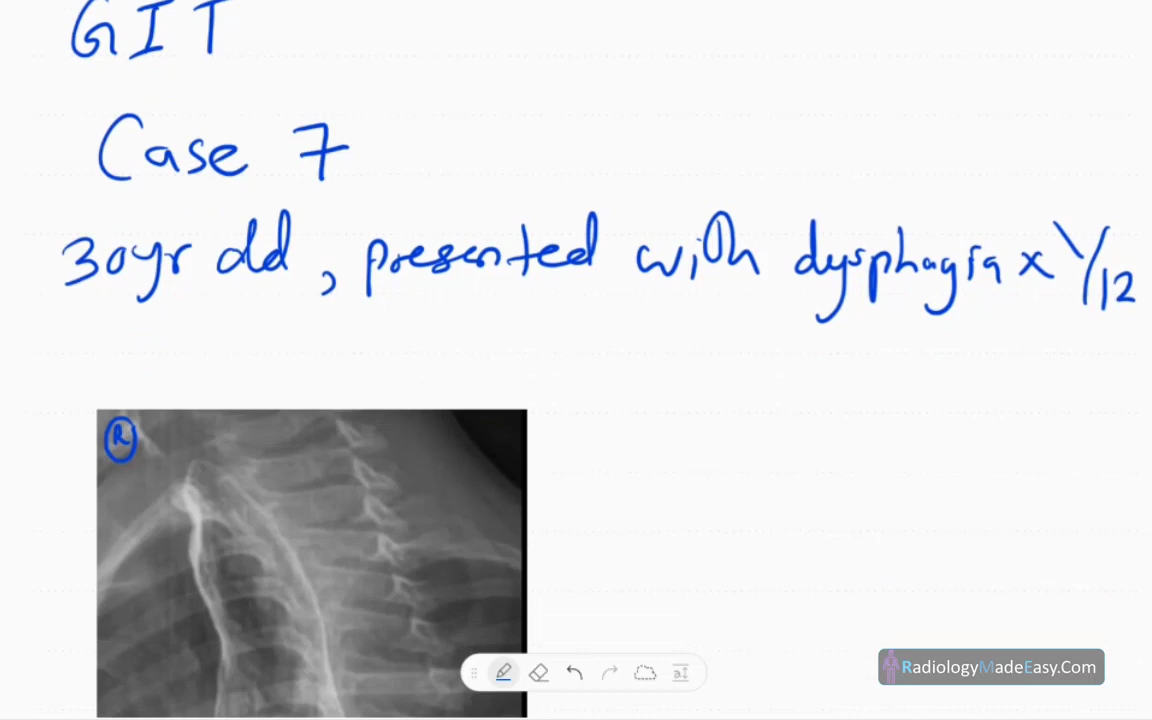 GIT
Case 7
30yr old, presented with dysphagia x 1/12
R
RadiologyMadeEasy.Com